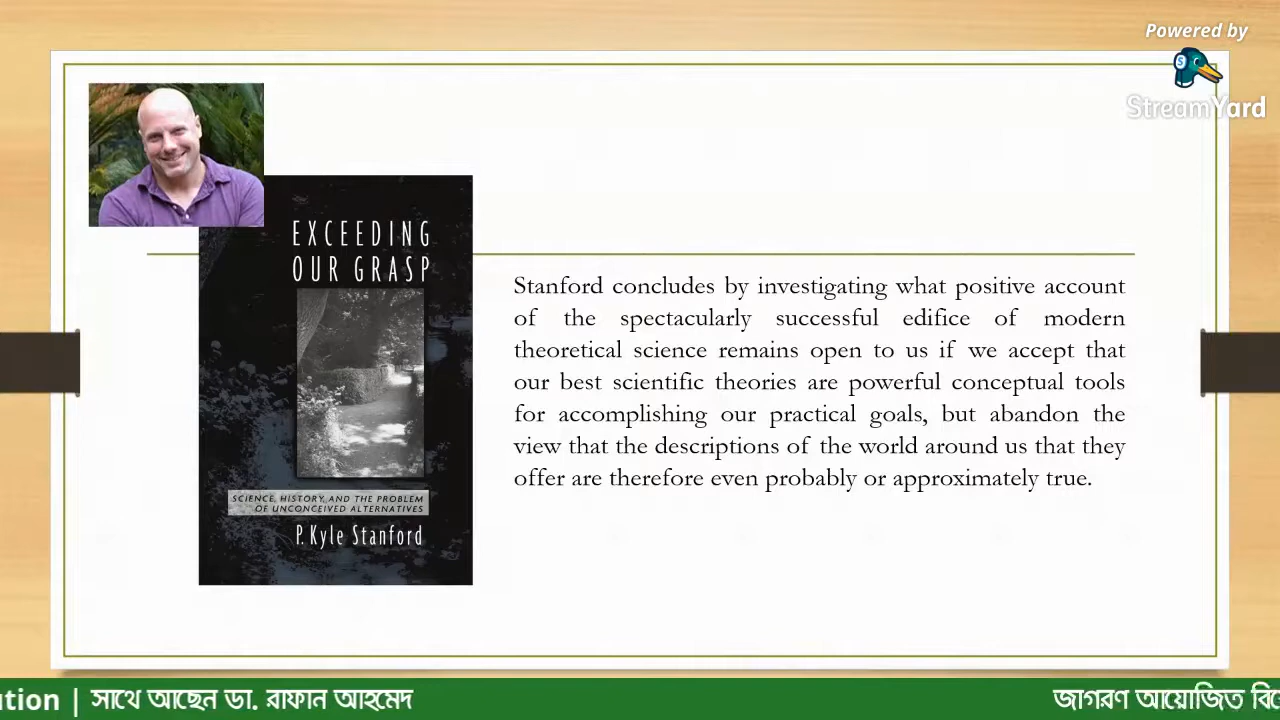 Powered by
StreamYard
EXCEEDING
OUR GRASP
SCIENCE, HISTORY, AND THE PROBLEM
OF UNCONCEIVED ALTERNATIVES
P. Kyle Stanford
Stanford concludes by investigating what positive account
of the spectacularly successful edifice of modern
theoretical science remains open to us if we accept that
our best scientific theories are powerful conceptual tools
for accomplishing our practical goals, but abandon the
view that the descriptions of the world around us that they
offer are therefore even probably or approximately true.
ution | সাথে আছেন ডা. রাফান আহমেদ
জাগরণ আয়োজিত